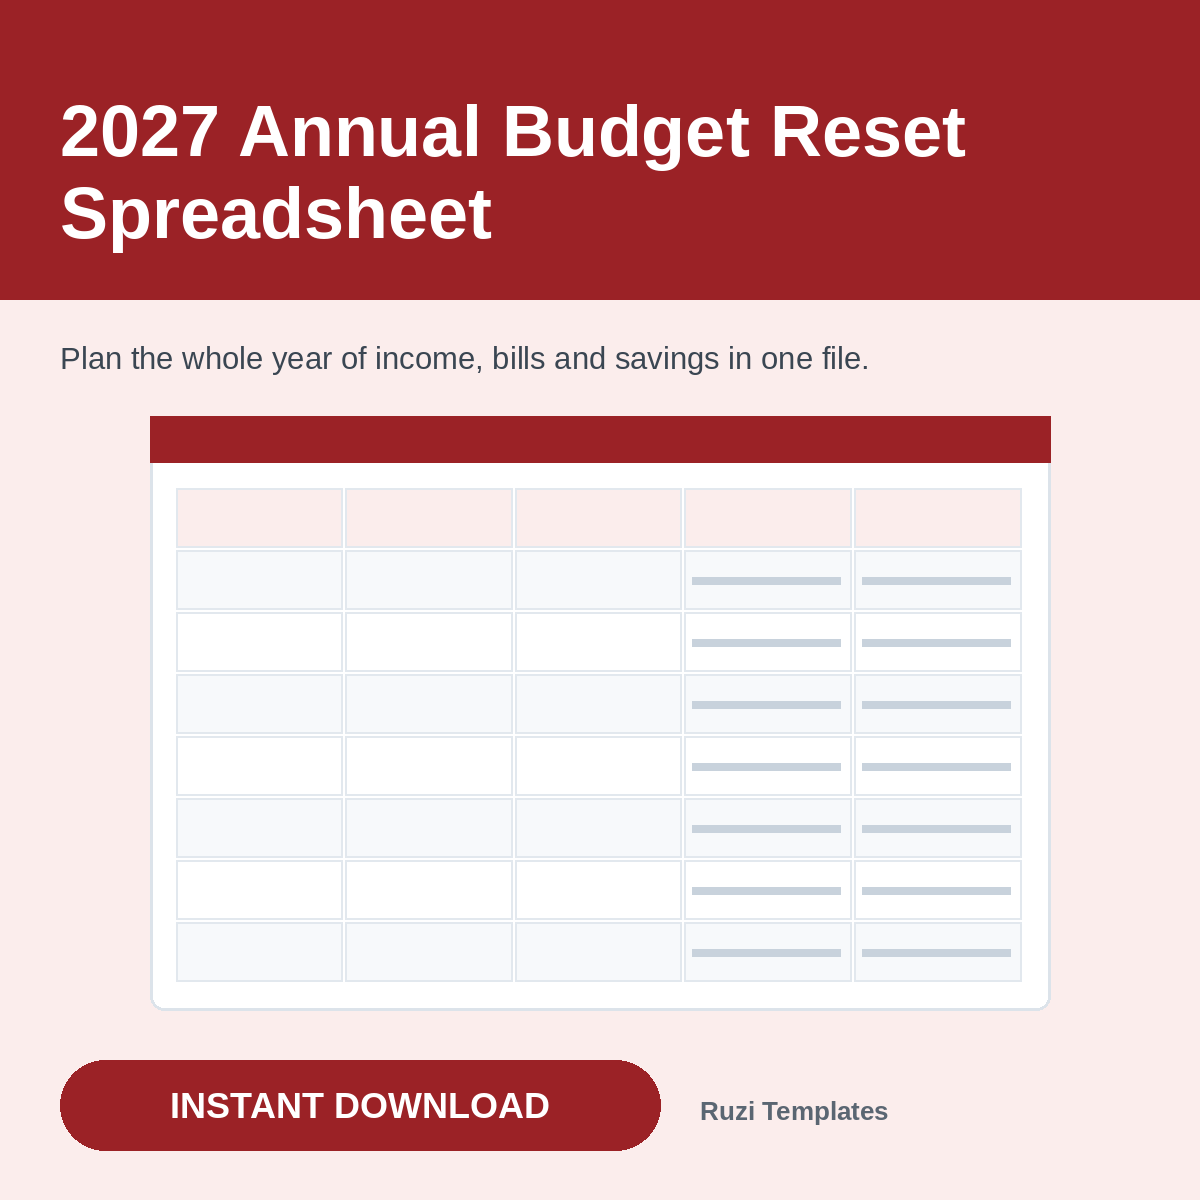 2027 Annual Budget Reset
Spreadsheet
Plan the whole year of income, bills and savings in one file.
INSTANT DOWNLOAD
Ruzi Templates